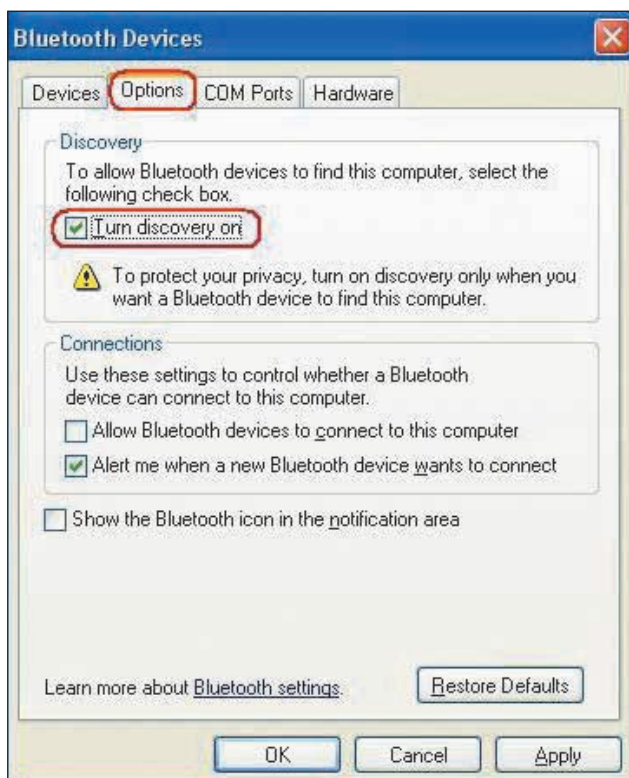 Bluetooth Devices
Devices Options COM Ports Hardware
Discovery
To allow Bluetooth devices to find this computer, select the
following check box.
Turn discovery on
To protect your privacy, turn on discovery only when you
want a Bluetooth device to find this computer.
Connections
Use these settings to control whether a Bluetooth
device can connect to this computer.
Allow Bluetooth devices to connect to this computer
Alert me when a new Bluetooth device wants to connect
Show the Bluetooth icon in the notification area
Learn more about Bluetooth settings.
Restore Defaults
OK Cancel Apply